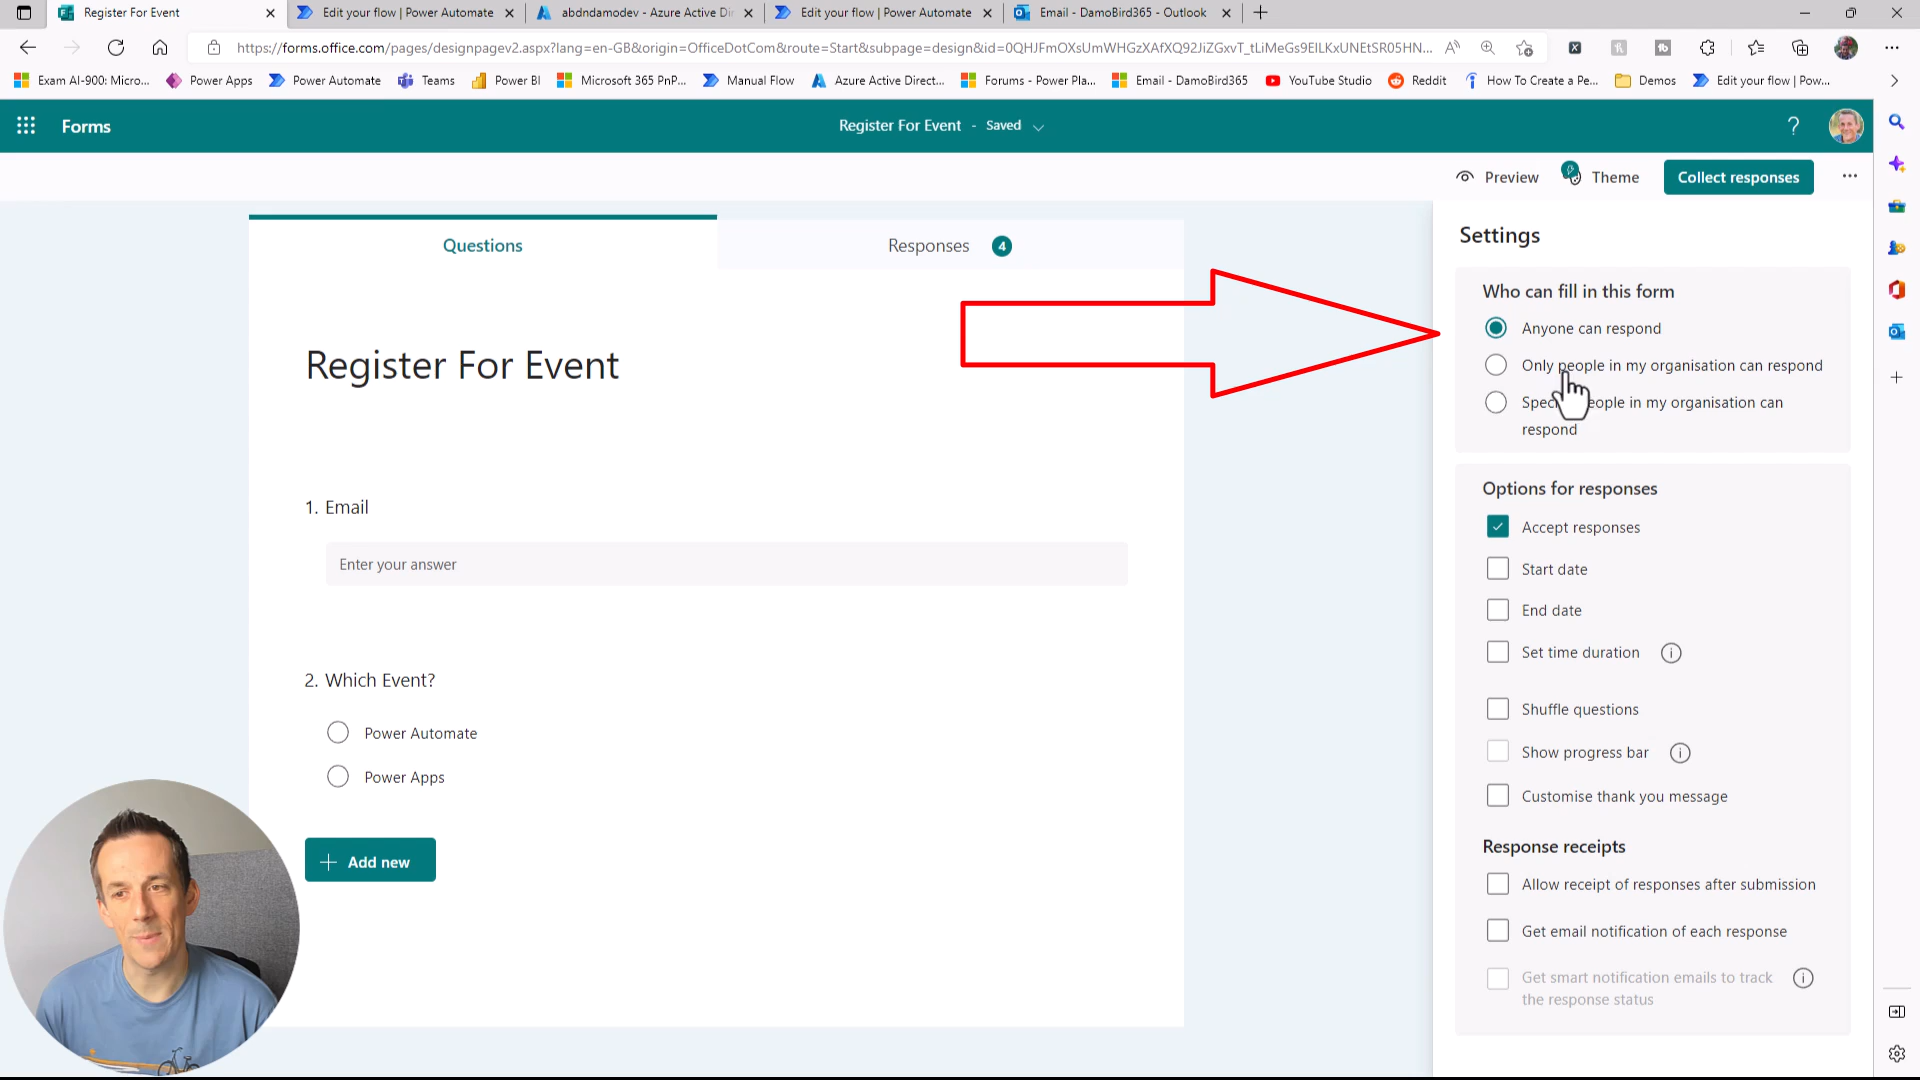 Register For Event
Edit your flow | Power Automate
abdndamodev - Azure Active Dir
Edit your flow | Power Automate
Email - DamoBird365 - Outlook
https://forms.office.com/pages/designpagev2.aspx?lang=en-GB&origin=OfficeDotCom&route=Start&subpage=design&id=0QHJFmOXsUmWHGzXAfXQ92JiZGxvT_tLiMeGs9EILKxUNEtSR05HN...
Exam AI-900: Micro...
Power Apps
Power Automate
Teams
Power BI
Microsoft 365 PnP...
Manual Flow
Azure Active Direct...
Forums - Power Pla...
Email - DamoBird365
YouTube Studio
Reddit
How To Create a Pe...
Demos
Edit your flow | Pow...
Forms
Register For Event - Saved
?
Preview
Theme
Collect responses
Questions
Responses 4
Settings
Who can fill in this form
Anyone can respond
Only people in my organisation can respond
people in my organisation can
respond
Register For Event
1. Email
Enter your answer
2. Which Event?
Power Automate
Power Apps
Add new
Options for responses
Accept responses
Start date
End date
Set time duration
Shuffle questions
Show progress bar
Customise thank you message
Response receipts
Allow receipt of responses after submission
Get email notification of each response
Get smart notification emails to track
the response status